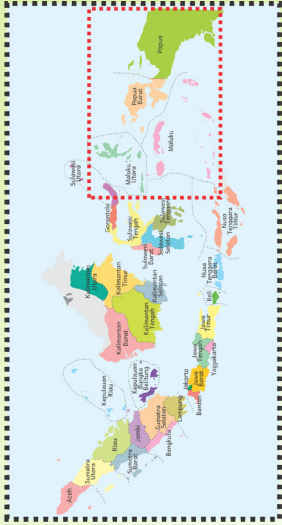 Aceh
Sumatra
Utara
Riau
Sumatra
Barat
Jambi
Bengkulu
Sumatra
Selatan
Lampung
Kepulauan
Riau
Kepulauan
Bangka
Belitung
Banten
Jakarta
Jawa
Barat
Jawa
Tengah
Yogyakarta
Jawa
Timur
Bali
Nusa
Tenggara
Barat
Nusa
Tenggara
Timur
Kalimantan
Barat
Kalimantan
Tengah
Kalimantan
Selatan
Kalimantan
Timur
Kalimantan
Utara
Gorontalo
Sulawesi
Tengah
Sulawesi
Barat
Sulawesi
Selatan
Sulawesi
Sulawesi
Utara
Maluku
Utara
Maluku
Papua
Barat
Papua